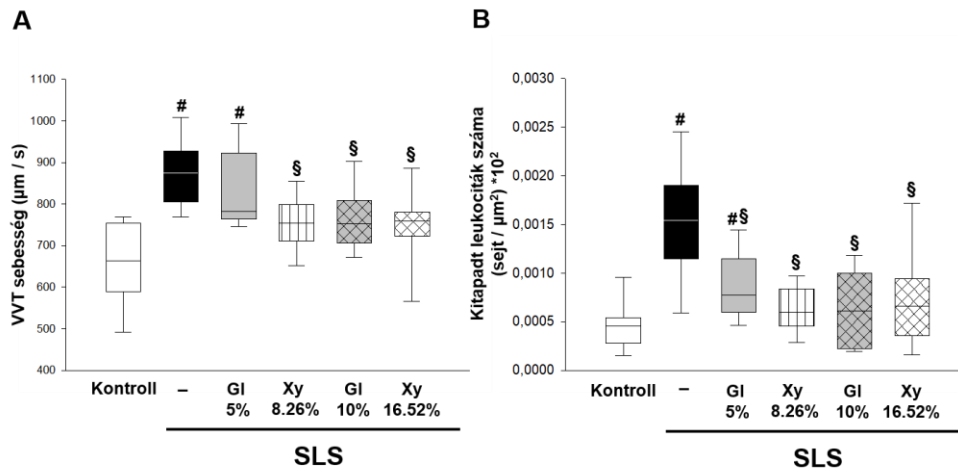 A
VVT sebesség (µm / s)
1100
1000
900
800
700
600
500
400
#
#
§
§
§
Kontroll
–
Gl
5%
Xy
8.26%
Gl
10%
Xy
16.52%
SLS
B
Kitapadt leukociták száma
(sejt / µm²) *10²
0,0030
0,0025
0,0020
0,0015
0,0010
0,0005
0,0000
#
#§
§
§
§
Kontroll
–
Gl
5%
Xy
8.26%
Gl
10%
Xy
16.52%
SLS